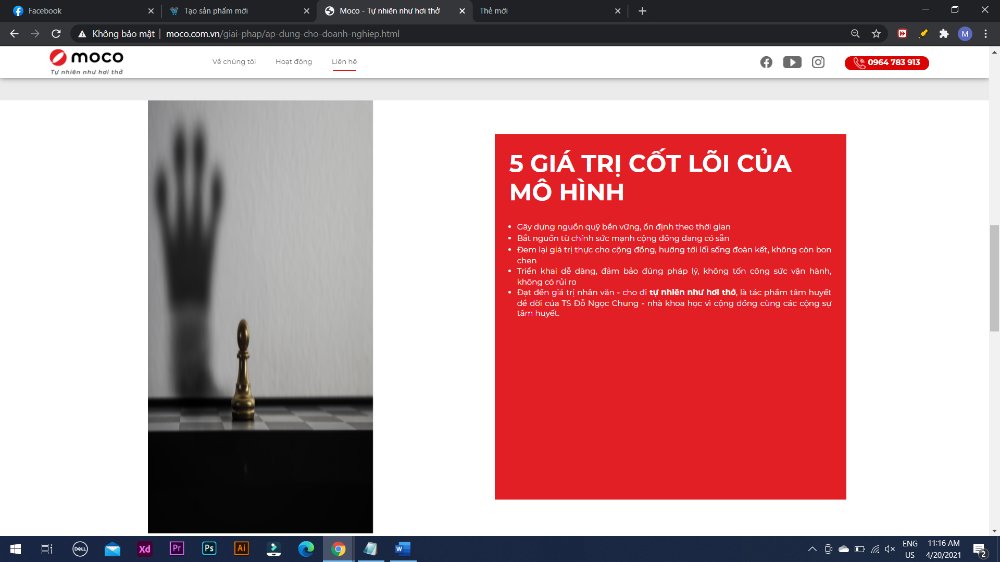 Facebook
Tạo sản phẩm mới
Moco - Tự nhiên như hơi thở
Thẻ mới
Không bảo mật
moco.com.vn/giai-phap/ap-dung-cho-doanh-nghiep.html
M
moco
Tự nhiên như hơi thở
Về chúng tôi
Hoạt động
Liên hệ
0964 783 913
5 GIÁ TRỊ CỐT LÕI CỦA
MÔ HÌNH
Gây dựng nguồn quỹ bền vững, ổn định theo thời gian
Bắt nguồn từ chính sức mạnh cộng đồng đang có sẵn
Đem lại giá trị thực cho cộng đồng, hướng tới lối sống đoàn kết, không còn bon
chen
Triển khai dễ dàng, đảm bảo đúng pháp lý, không tốn công sức vận hành,
không có rủi ro
Đạt đến giá trị nhân văn - cho đi tự nhiên như hơi thở, là tác phẩm tâm huyết
để đời của TS Đỗ Ngọc Chung - nhà khoa học vì cộng đồng cùng các cộng sự
tâm huyết.
DELL
Xd
Pr
Ps
Ai
W
ENG
US
11:16 AM
4/20/2021
2